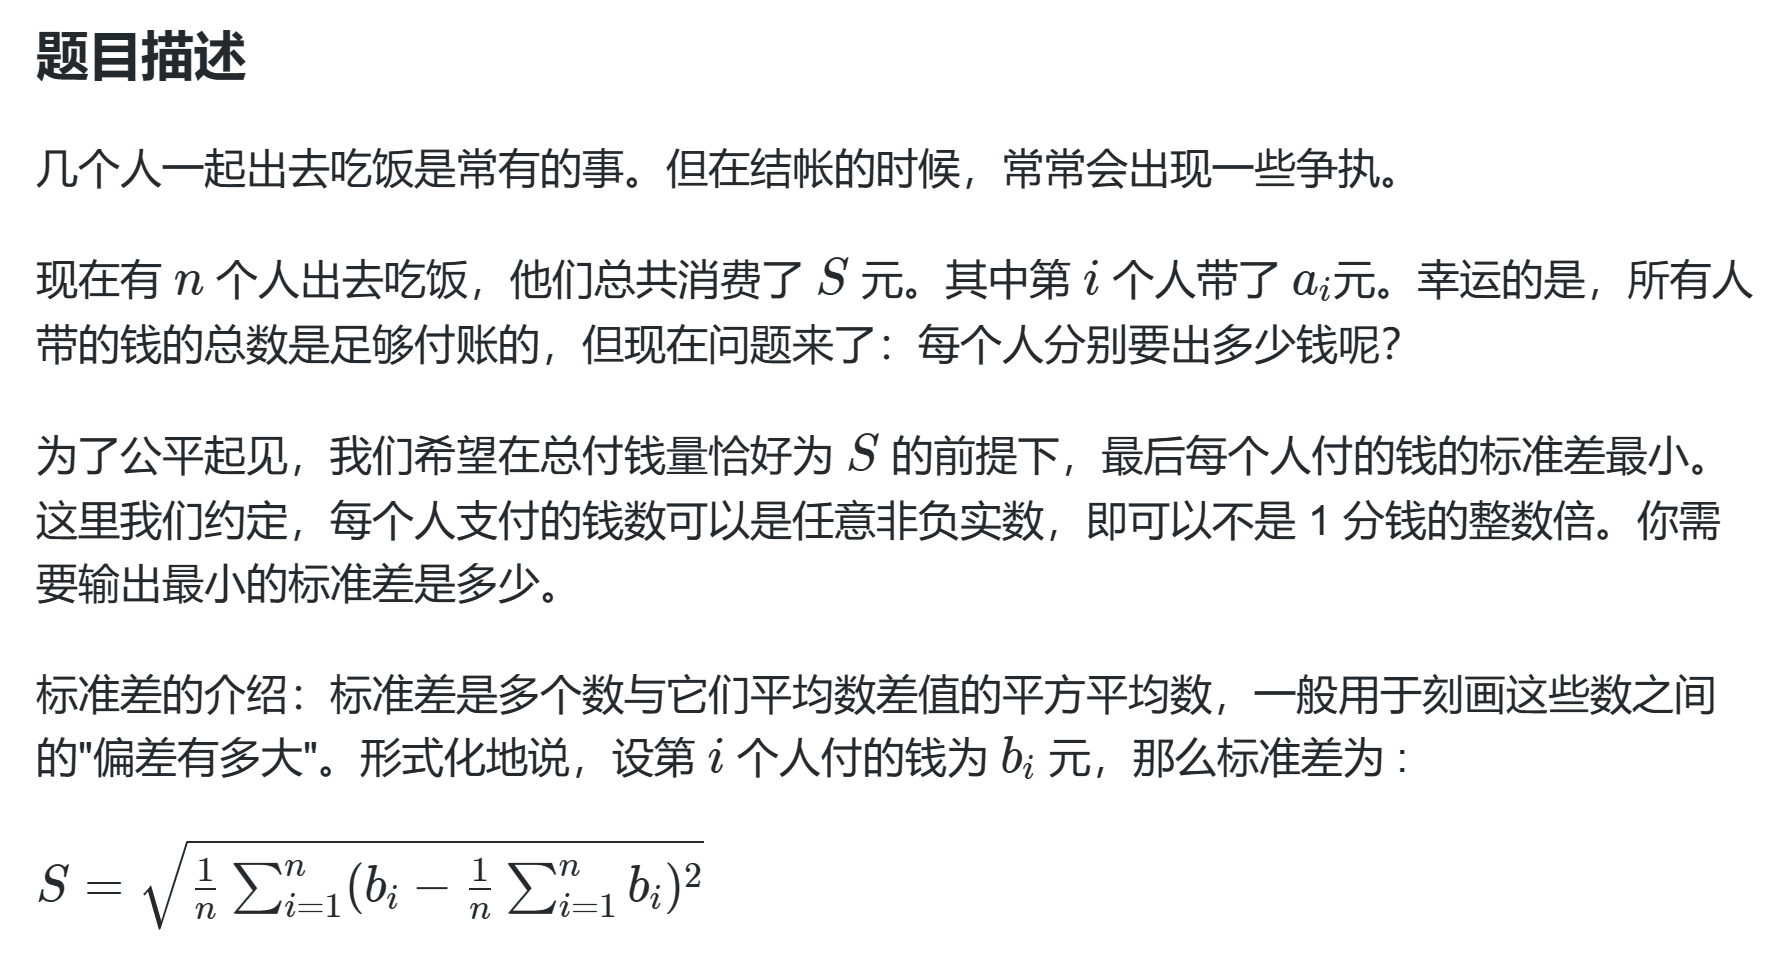 题目描述
几个人一起出去吃饭是常有的事。但在结帐的时候，常常会出现一些争执。
现在有 n 个人出去吃饭，他们总共消费了 S 元。其中第 i 个人带了 a_i元。幸运的是，所有人
带的钱的总数是足够付账的，但现在问题来了：每个人分别要出多少钱呢？
为了公平起见，我们希望在总付钱量恰好为 S 的前提下，最后每个人付的钱的标准差最小。
这里我们约定，每个人支付的钱数可以是任意非负实数，即可以不是 1 分钱的整数倍。你需
要输出最小的标准差是多少。
标准差的介绍：标准差是多个数与它们平均数差值的平方平均数，一般用于刻画这些数之间
的"偏差有多大"。形式化地说，设第 i 个人付的钱为 b_i 元，那么标准差为 :
S = \sqrt{\frac{1}{n} \sum_{i=1}^{n} (b_i - \frac{1}{n} \sum_{i=1}^{n} b_i)^2}